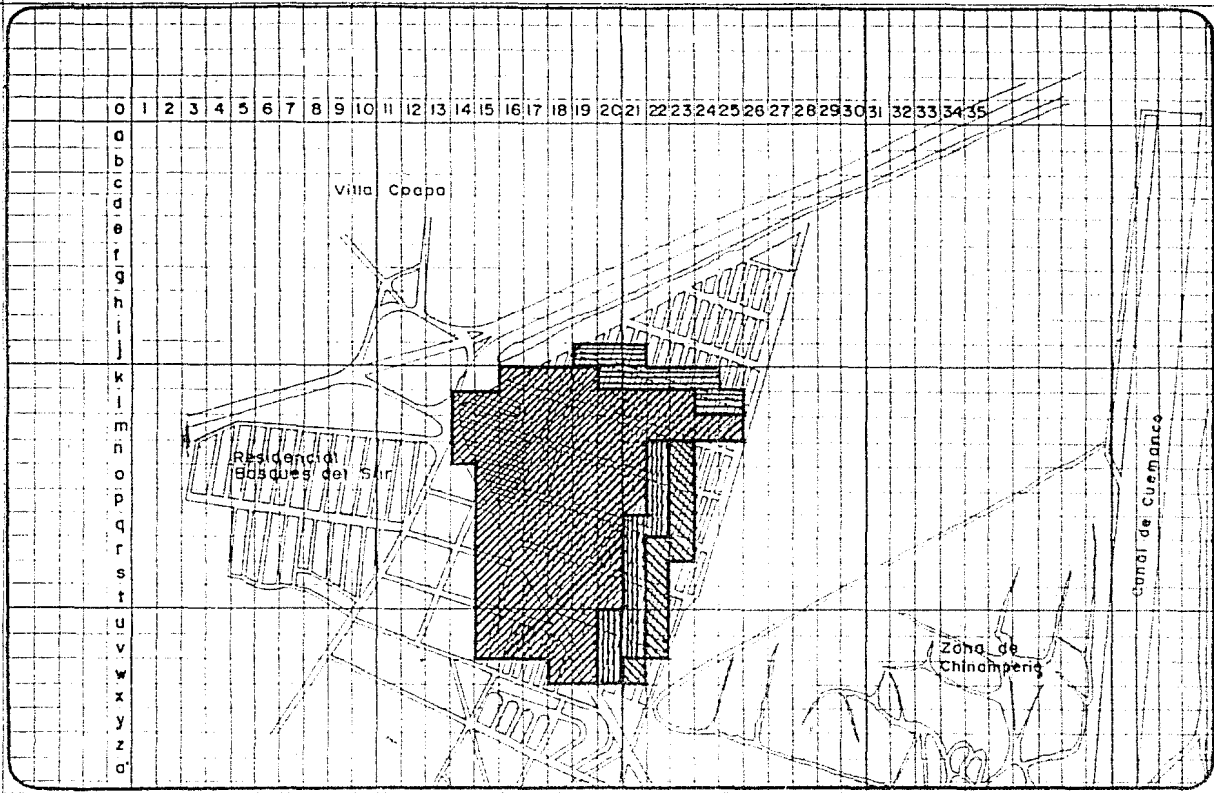 0 1 2 3 4 5 6 7 8 9 10 11 12 13 14 15 16 17 18 19 20 21 22 23 24 25 26 27 28 29 30 31 32 33 34 35
a
b
c
d
e
f
g
h
i
j
k
l
m
n
o
p
q
r
s
t
u
v
w
x
y
z
a'
Villa Coapa
Residencial
Bosques del Sur
Canal de Cuemanco
Zona de
Chinamperia